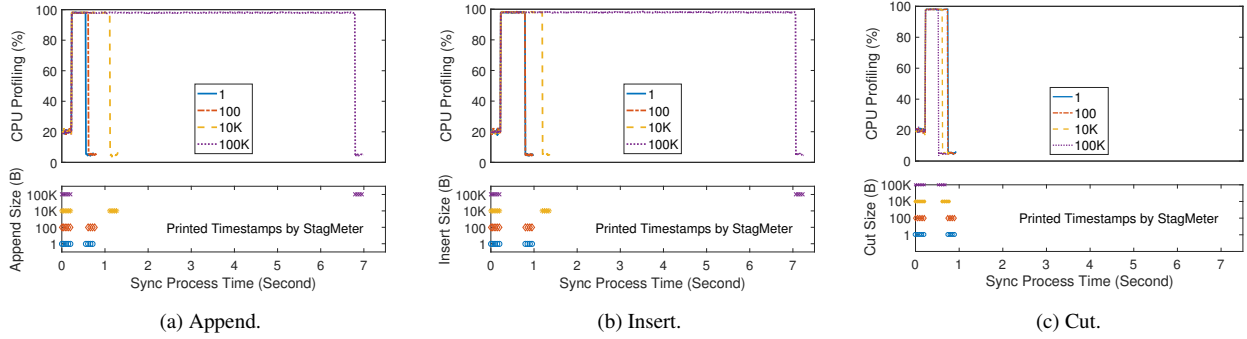 CPU Profiling (%)
100
80
60
40
20
0
1
100
10K
100K
Append Size (B)
100K
10K
100
1
Printed Timestamps by StagMeter
0 1 2 3 4 5 6 7
Sync Process Time (Second)
(a) Append.
CPU Profiling (%)
100
80
60
40
20
0
1
100
10K
100K
Insert Size (B)
100K
10K
100
1
Printed Timestamps by StagMeter
0 1 2 3 4 5 6 7
Sync Process Time (Second)
(b) Insert.
CPU Profiling (%)
100
80
60
40
20
0
1
100
10K
100K
Cut Size (B)
100K
10K
100
1
Printed Timestamps by StagMeter
0 1 2 3 4 5 6 7
Sync Process Time (Second)
(c) Cut.